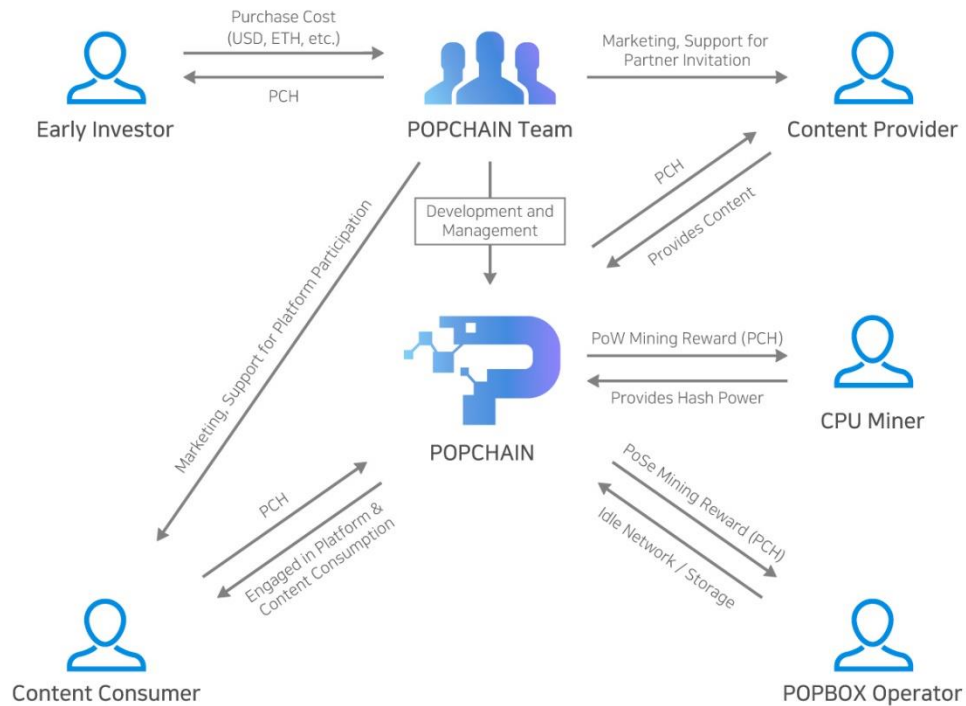 Purchase Cost
(USD, ETH, etc.)
PCH
Marketing, Support for
Partner Invitation
Early Investor
POPCHAIN Team
Content Provider
PCH
Provides Content
Development and
Management
Marketing, Support for Platform Participation
PoW Mining Reward (PCH)
Provides Hash Power
CPU Miner
POPCHAIN
PCH
Engaged in Platform &
Content Consumption
PoSe Mining Reward (PCH)
Idle Network / Storage
Content Consumer
POPBOX Operator